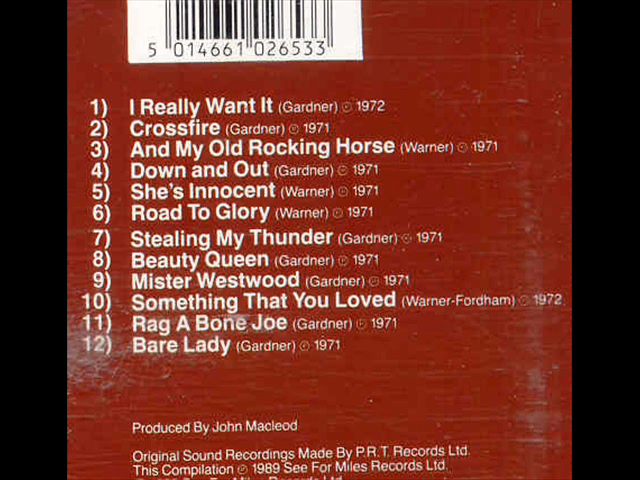 5 014661 026533
1) I Really Want It (Gardner) ℗ 1972
2) Crossfire (Gardner) ℗ 1971
3) And My Old Rocking Horse (Warner) ℗ 1971
4) Down and Out (Gardner) ℗ 1971
5) She's Innocent (Warner) ℗ 1971
6) Road To Glory (Warner) ℗ 1971
7) Stealing My Thunder (Gardner) ℗ 1971
8) Beauty Queen (Gardner) ℗ 1971
9) Mister Westwood (Gardner) ℗ 1971
10) Something That You Loved (Warner-Fordham) ℗ 1972
11) Rag A Bone Joe (Gardner) ℗ 1971
12) Bare Lady (Gardner) ℗ 1971
Produced By John Macleod
Original Sound Recordings Made By P.R.T. Records Ltd.
This Compilation ℗ 1989 See For Miles Records Ltd.